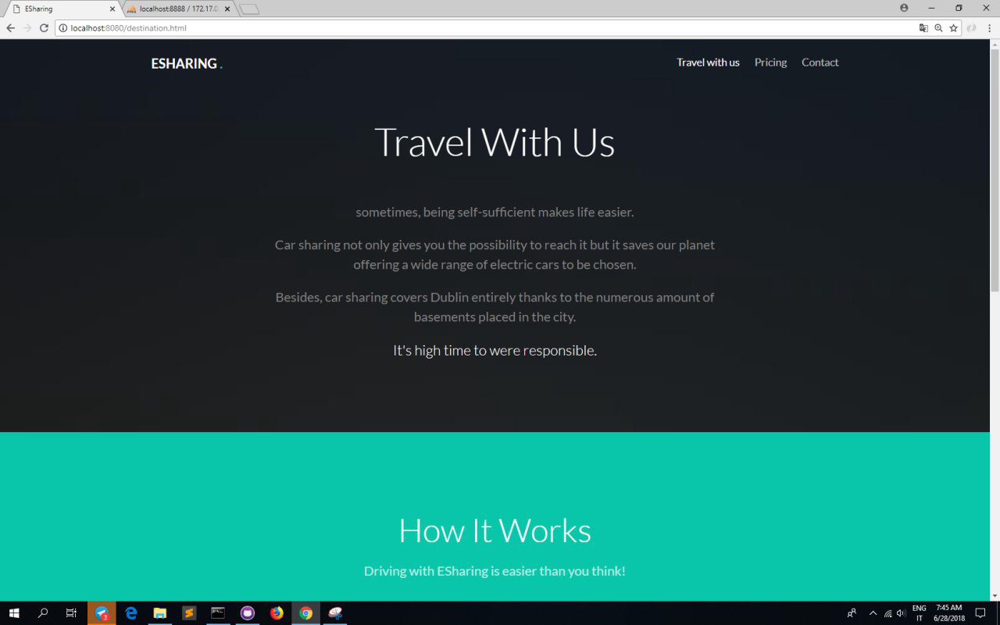 ESharing
localhost:8888 / 172.17.0
localhost:8080/destination.html
ESHARING .
Travel with us
Pricing
Contact
Travel With Us
sometimes, being self-sufficient makes life easier.
Car sharing not only gives you the possibility to reach it but it saves our planet
offering a wide range of electric cars to be chosen.
Besides, car sharing covers Dublin entirely thanks to the numerous amount of
basements placed in the city.
It's high time to were responsible.
How It Works
Driving with ESharing is easier than you think!
3
ENG
IT
7:45 AM
6/28/2018